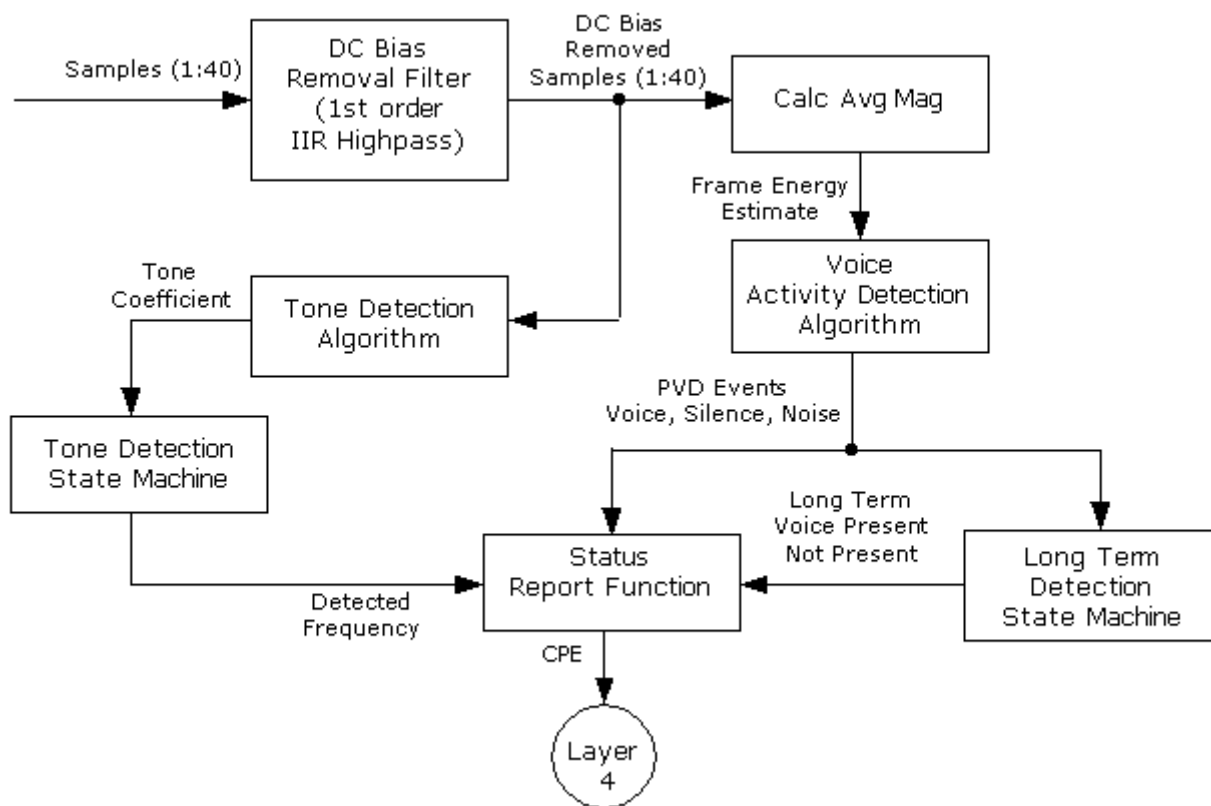 Samples (1:40)
DC Bias
Removal Filter
(1st order
IIR Highpass)
DC Bias
Removed
Samples (1:40)
Calc Avg Mag
Frame Energy
Estimate
Voice
Activity Detection
Algorithm
Tone
Coefficient
Tone Detection
Algorithm
PVD Events
Voice, Silence, Noise
Tone Detection
State Machine
Long Term
Voice Present
Not Present
Status
Report Function
Long Term
Detection
State Machine
Detected
Frequency
CPE
Layer
4